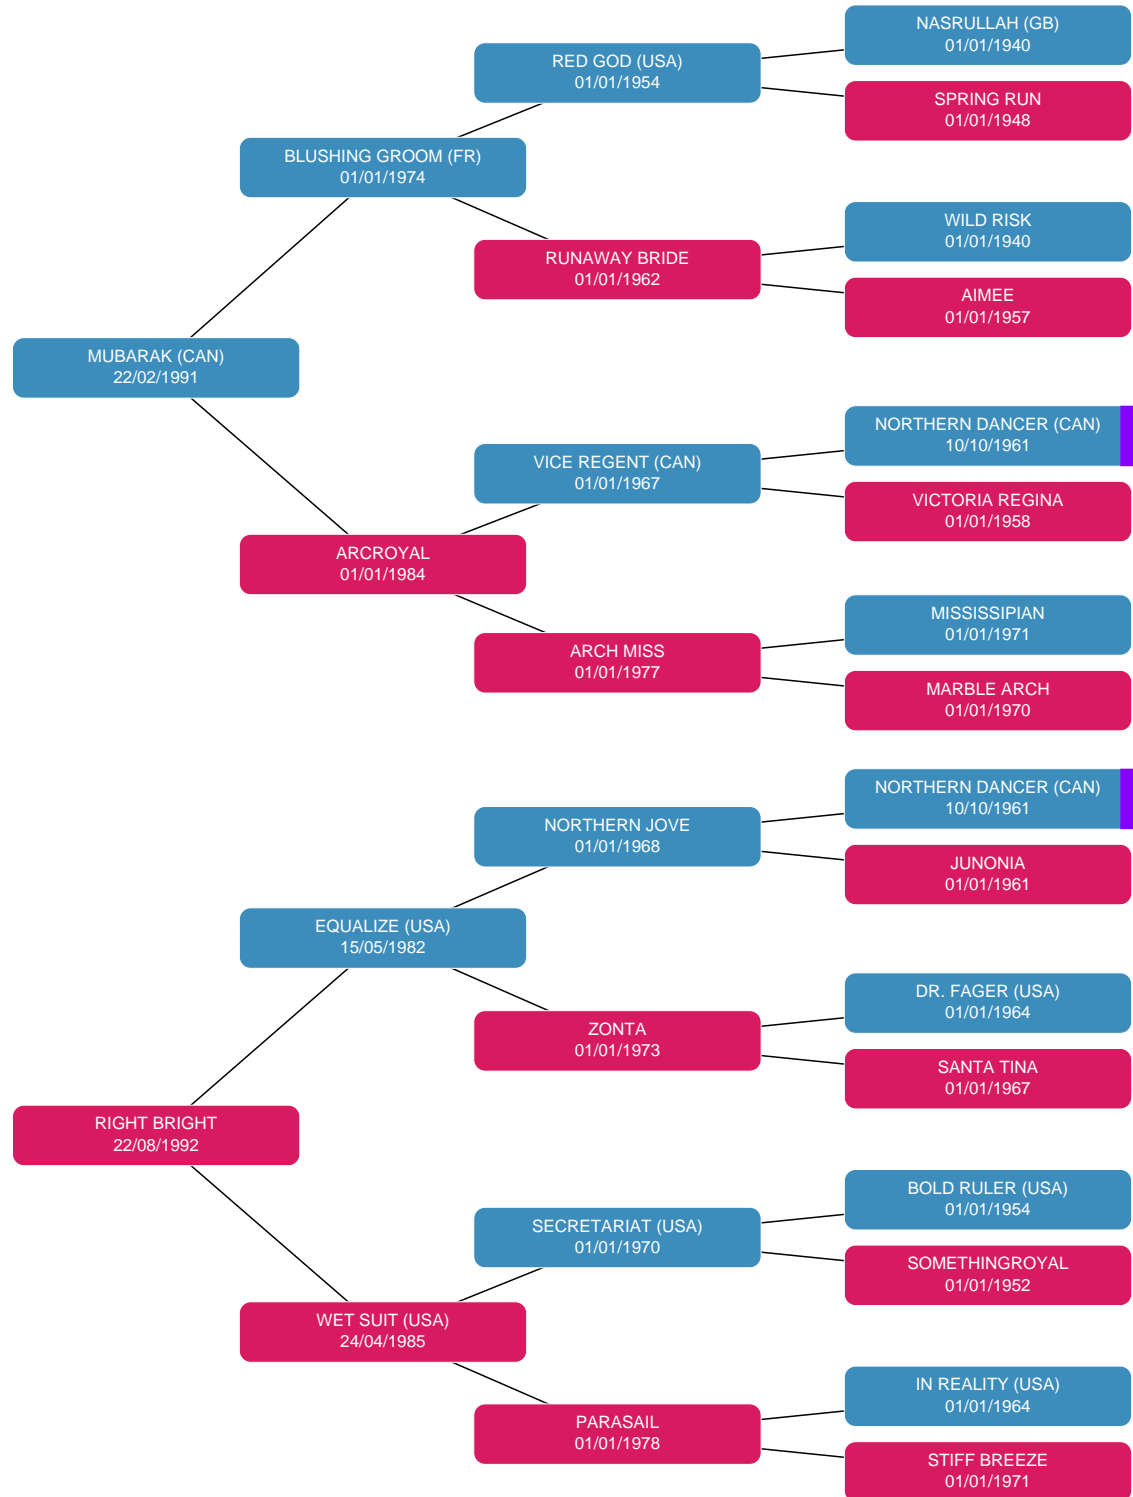 NASRULLAH (GB)
01/01/1940
RED GOD (USA)
01/01/1954
SPRING RUN
01/01/1948
BLUSHING GROOM (FR)
01/01/1974
WILD RISK
01/01/1940
RUNAWAY BRIDE
01/01/1962
AIMEE
01/01/1957
MUBARAK (CAN)
22/02/1991
NORTHERN DANCER (CAN)
10/10/1961
VICE REGENT (CAN)
01/01/1967
VICTORIA REGINA
01/01/1958
ARCROYAL
01/01/1984
MISSISSIPIAN
01/01/1971
ARCH MISS
01/01/1977
MARBLE ARCH
01/01/1970
NORTHERN DANCER (CAN)
10/10/1961
NORTHERN JOVE
01/01/1968
JUNONIA
01/01/1961
EQUALIZE (USA)
15/05/1982
DR. FAGER (USA)
01/01/1964
ZONTA
01/01/1973
SANTA TINA
01/01/1967
RIGHT BRIGHT
22/08/1992
BOLD RULER (USA)
01/01/1954
SECRETARIAT (USA)
01/01/1970
SOMETHINGROYAL
01/01/1952
WET SUIT (USA)
24/04/1985
IN REALITY (USA)
01/01/1964
PARASAIL
01/01/1978
STIFF BREEZE
01/01/1971